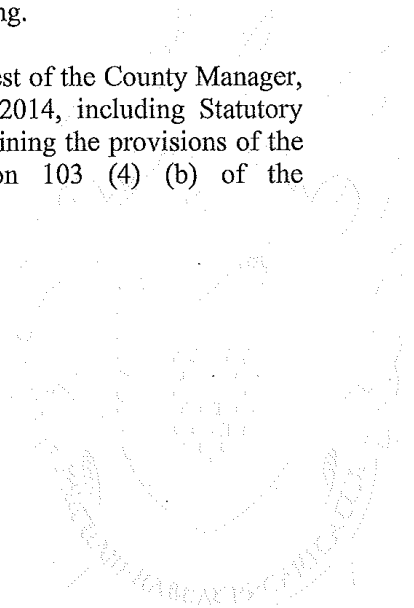 ng.
est of the County Manager,
2014, including Statutory
ining the provisions of the
on 103 (4) (b) of the